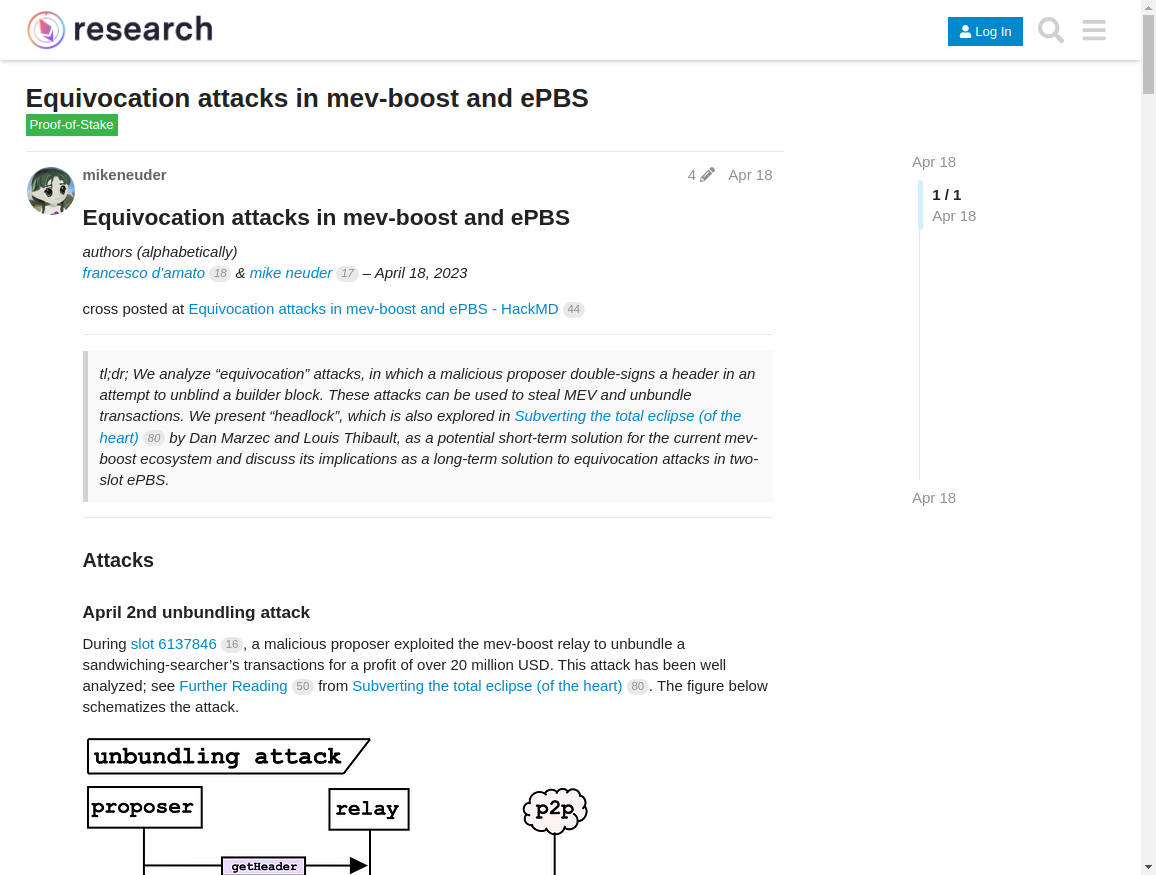 research
Log In
Equivocation attacks in mev-boost and ePBS
Proof-of-Stake
mikeneuder
4
Apr 18
Equivocation attacks in mev-boost and ePBS
authors (alphabetically)
francesco d’amato 18 & mike neuder 17 – April 18, 2023
cross posted at Equivocation attacks in mev-boost and ePBS - HackMD 44
tl;dr; We analyze “equivocation” attacks, in which a malicious proposer double-signs a header in an
attempt to unblind a builder block. These attacks can be used to steal MEV and unbundle
transactions. We present “headlock”, which is also explored in Subverting the total eclipse (of the
heart) 80 by Dan Marzec and Louis Thibault, as a potential short-term solution for the current mev-
boost ecosystem and discuss its implications as a long-term solution to equivocation attacks in two-
slot ePBS.
Attacks
April 2nd unbundling attack
During slot 6137846 16, a malicious proposer exploited the mev-boost relay to unbundle a
sandwiching-searcher’s transactions for a profit of over 20 million USD. This attack has been well
analyzed; see Further Reading 50 from Subverting the total eclipse (of the heart) 80. The figure below
schematizes the attack.
unbundling attack
proposer
relay
p2p
getHeader
Apr 18
1 / 1
Apr 18
Apr 18